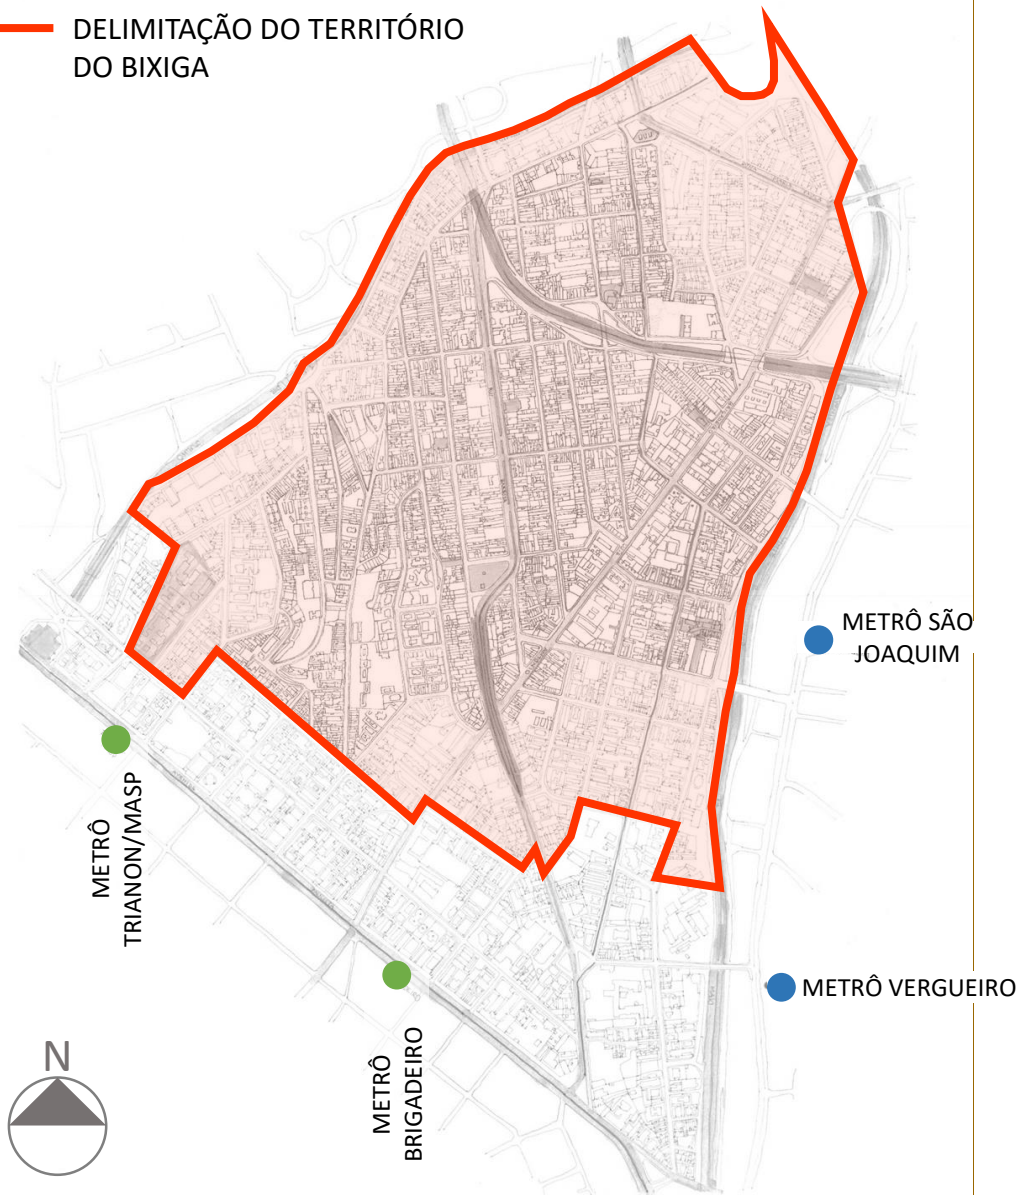 DELIMITAÇÃO DO TERRITÓRIO
DO BIXIGA
METRÔ SÃO
JOAQUIM
METRÔ
TRIANON/MASP
METRÔ VERGUEIRO
METRÔ
BRIGADEIRO
N